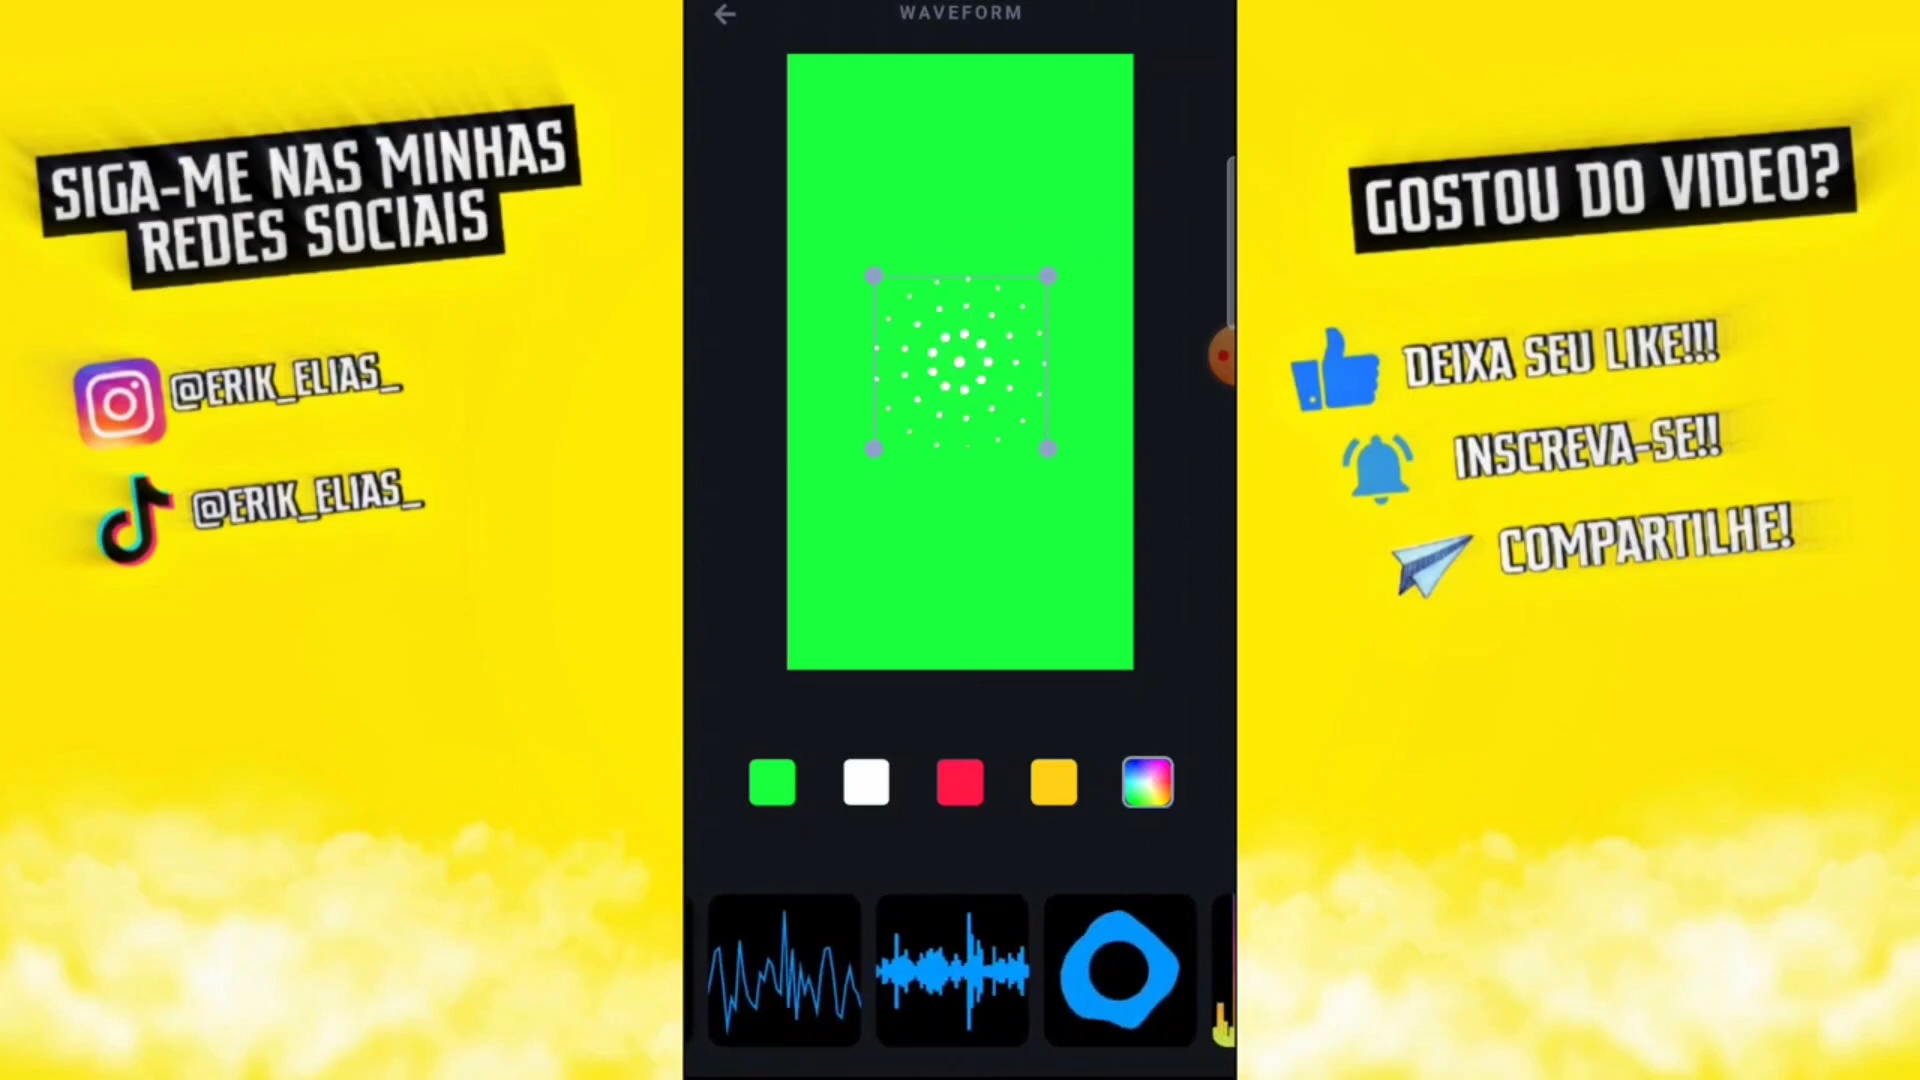 WAVEFORM
SIGA-ME NAS MINHAS
REDES SOCIAIS
@ERIK_ELIAS_
@ERIK_ELIAS_
GOSTOU DO VIDEO?
DEIXA SEU LIKE!!!
INSCREVA-SE!!
COMPARTILHE!